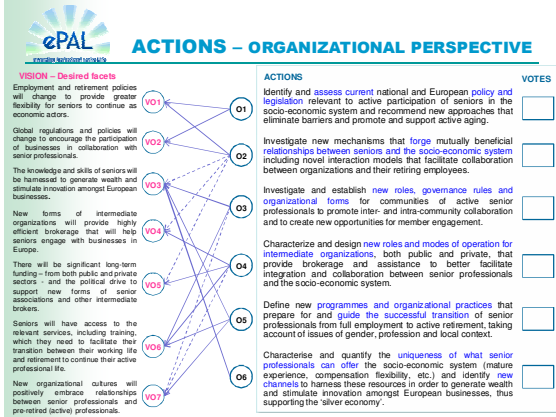 ePAL
ACTIONS – ORGANIZATIONAL PERSPECTIVE
VISION – Desired facets
Employment and retirement policies
will change to provide greater
flexibility for seniors to continue as
economic actors.
Global regulations and policies will
change to encourage the participation
of businesses in collaboration with
senior professionals.
The knowledge and skills of seniors will
be harnessed to generate wealth and
stimulate innovation amongst European
businesses.
New forms of intermediate
organizations will provide highly
efficient brokerage that will help
seniors engage with businesses in
Europe.
There will be significant long-term
funding – from both public and private
sectors - and the political drive to
support new forms of senior
associations and other intermediate
brokers.
Seniors will have access to the
relevant services, including training,
which they need to facilitate their
transition between their working life
and retirement to continue their active
professional life.
New organizational cultures will
positively embrace relationships
between senior professionals and
pre-retired (active) professionals.
VO1
VO2
VO3
VO4
VO5
VO6
VO7
O1
O2
O3
O4
O5
O6
ACTIONS
VOTES
Identify and assess current national and European policy and
legislation relevant to active participation of seniors in the
socio-economic system and recommend new approaches that
eliminate barriers and promote and support active aging.
Investigate new mechanisms that forge mutually beneficial
relationships between seniors and the socio-economic system
including novel interaction models that facilitate collaboration
between organizations and their retiring employees.
Investigate and establish new roles, governance rules and
organizational forms for communities of active senior
professionals to promote inter- and intra-community collaboration
and to create new opportunities for member engagement.
Characterize and design new roles and modes of operation for
intermediate organizations, both public and private, that
provide brokerage and assistance to better facilitate
integration and collaboration between senior professionals
and the socio-economic system.
Define new programmes and organizational practices that
prepare for and guide the successful transition of senior
professionals from full employment to active retirement, taking
account of issues of gender, profession and local context.
Characterise and quantify the uniqueness of what senior
professionals can offer the socio-economic system (mature
experience, compensation flexibility, etc.) and identify new
channels to harness these resources in order to generate wealth
and stimulate innovation amongst European businesses, thus
supporting the 'silver economy'.